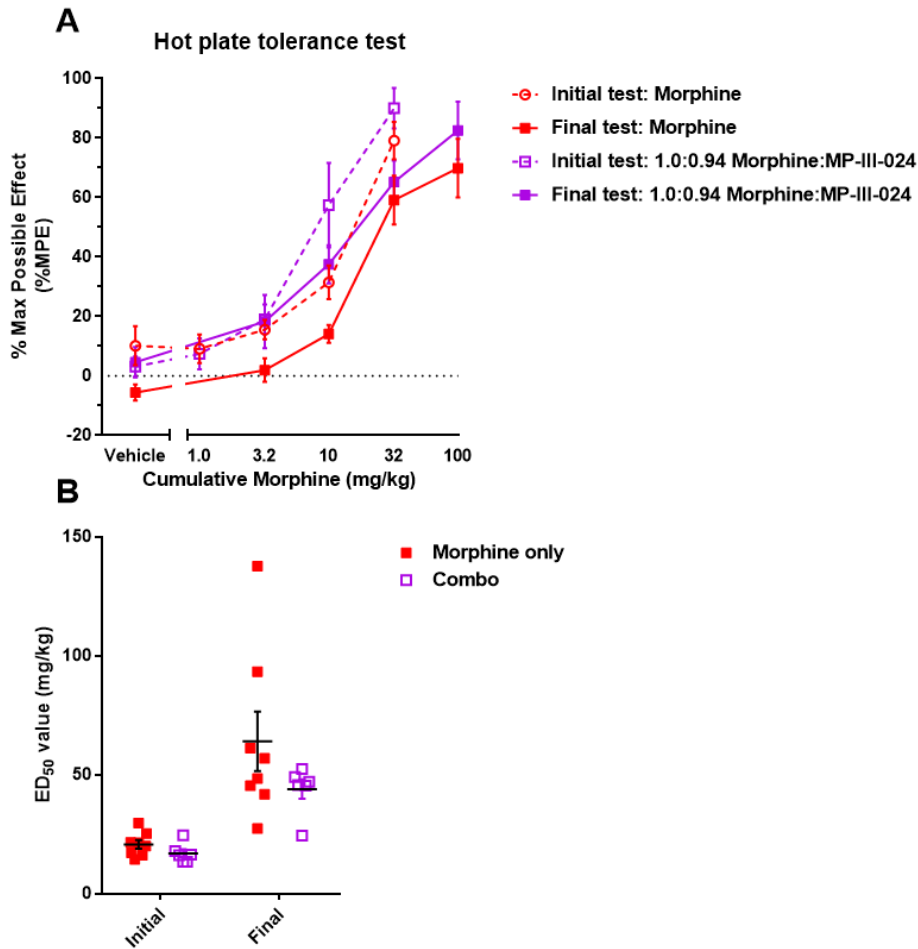 A
Hot plate tolerance test
% Max Possible Effect
(%MPE)
100
80
60
40
20
0
-20
Vehicle 1.0 3.2 10 32 100
Cumulative Morphine (mg/kg)
Initial test: Morphine
Final test: Morphine
Initial test: 1.0:0.94 Morphine:MP-III-024
Final test: 1.0:0.94 Morphine:MP-III-024
B
ED50 value (mg/kg)
150
100
50
0
Initial Final
Morphine only
Combo